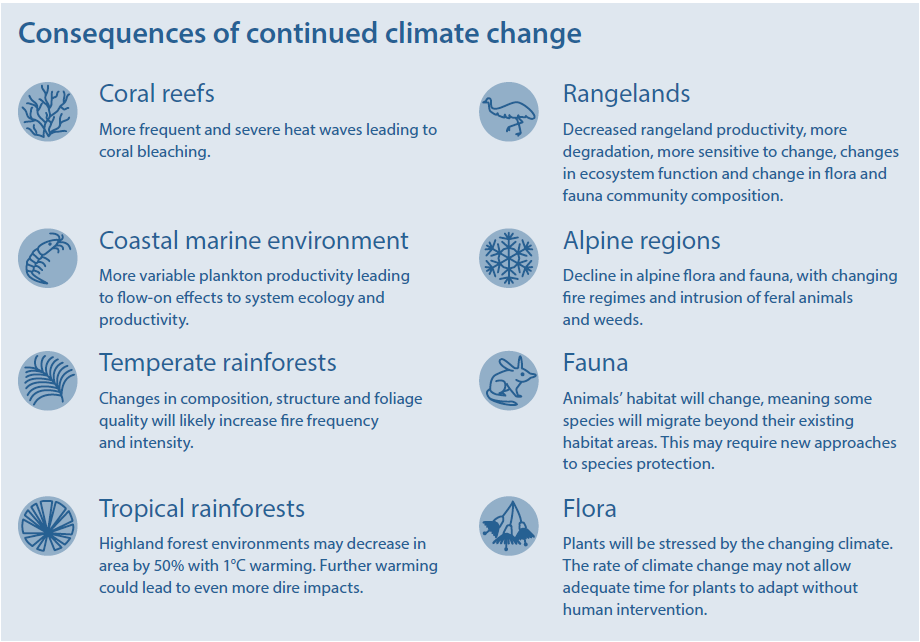 Consequences of continued climate change
Coral reefs
More frequent and severe heat waves leading to
coral bleaching.
Coastal marine environment
More variable plankton productivity leading
to flow-on effects to system ecology and
productivity.
Temperate rainforests
Changes in composition, structure and foliage
quality will likely increase fire frequency
and intensity.
Tropical rainforests
Highland forest environments may decrease in
area by 50% with 1°C warming. Further warming
could lead to even more dire impacts.
Rangelands
Decreased rangeland productivity, more
degradation, more sensitive to change, changes
in ecosystem function and change in flora and
fauna community composition.
Alpine regions
Decline in alpine flora and fauna, with changing
fire regimes and intrusion of feral animals
and weeds.
Fauna
Animals’ habitat will change, meaning some
species will migrate beyond their existing
habitat areas. This may require new approaches
to species protection.
Flora
Plants will be stressed by the changing climate.
The rate of climate change may not allow
adequate time for plants to adapt without
human intervention.